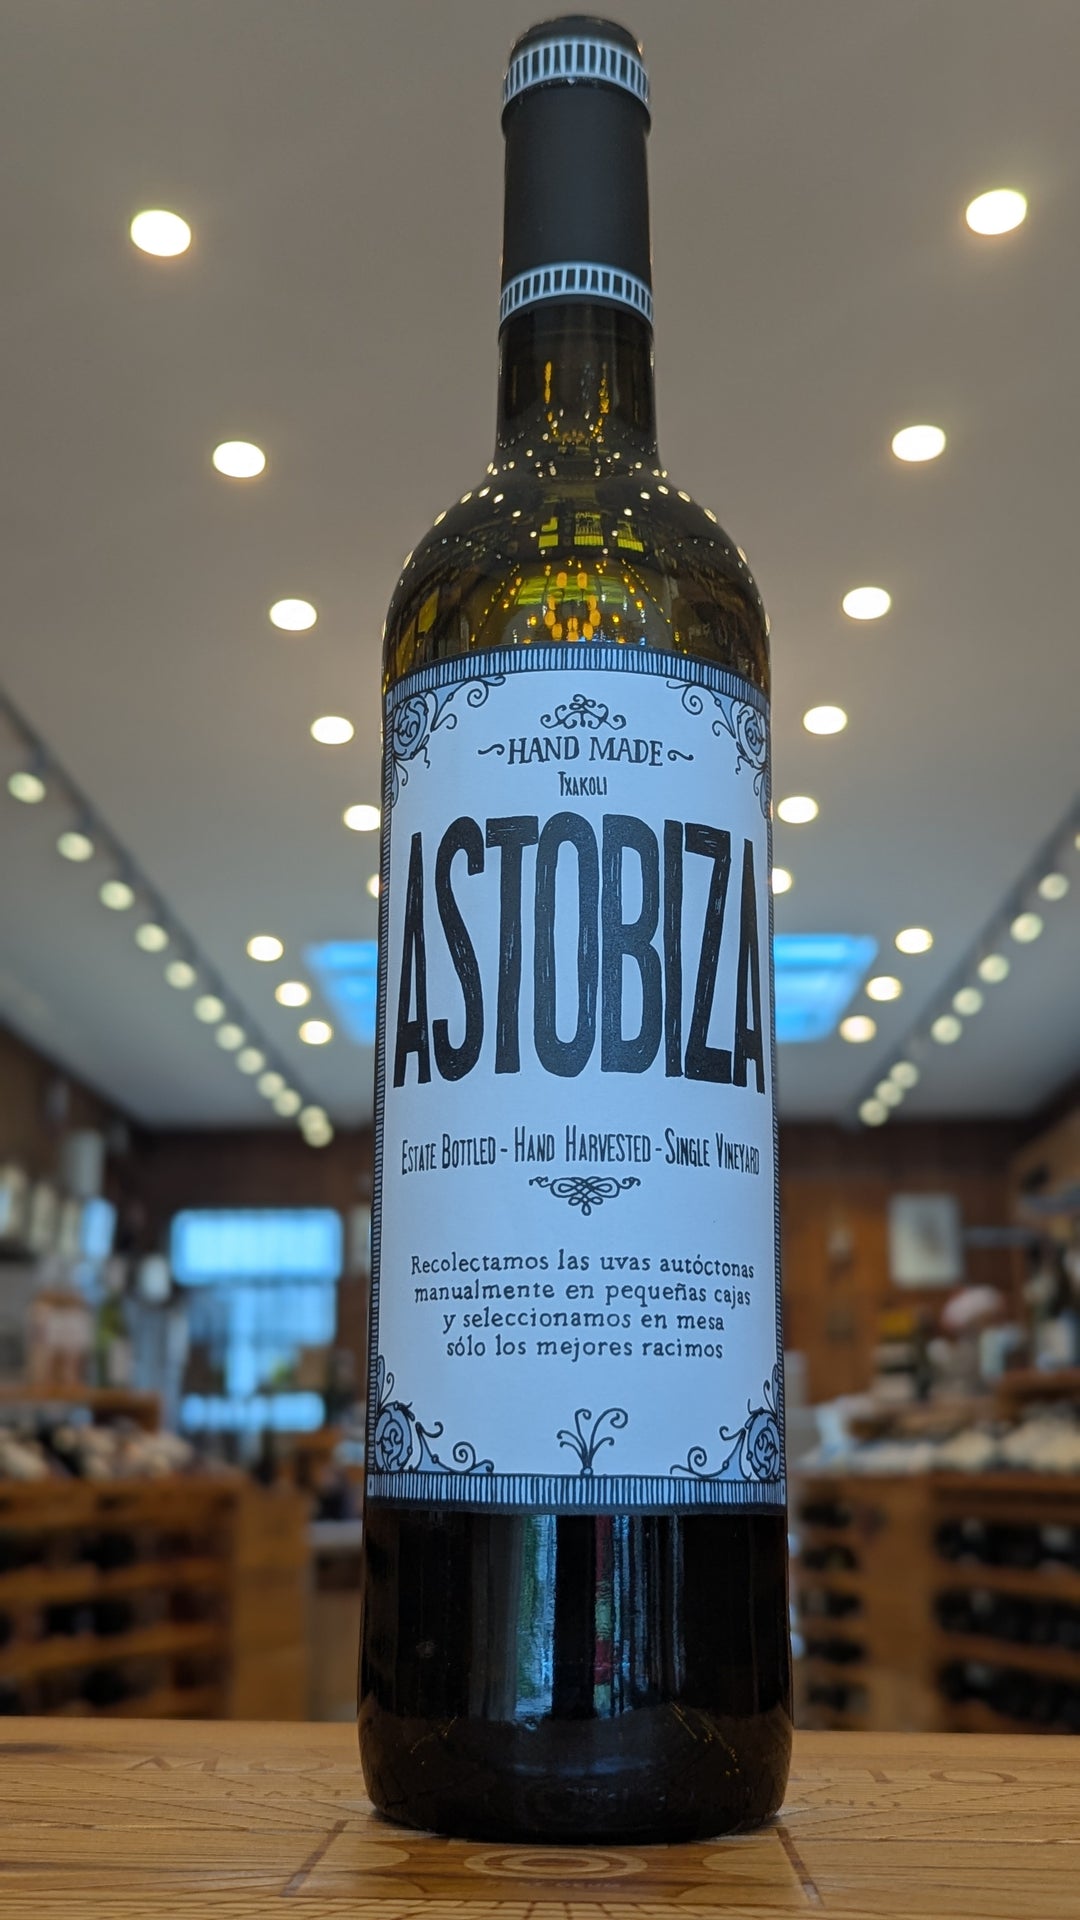 HAND MADE
TXAKOLI
ASTOBIZA
ESTATE BOTTLED - HAND HARVESTED - SINGLE VINEYARD
Recolectamos las uvas autóctonas
manualmente en pequeñas cajas
y seleccionamos en mesa
sólo los mejores racimos